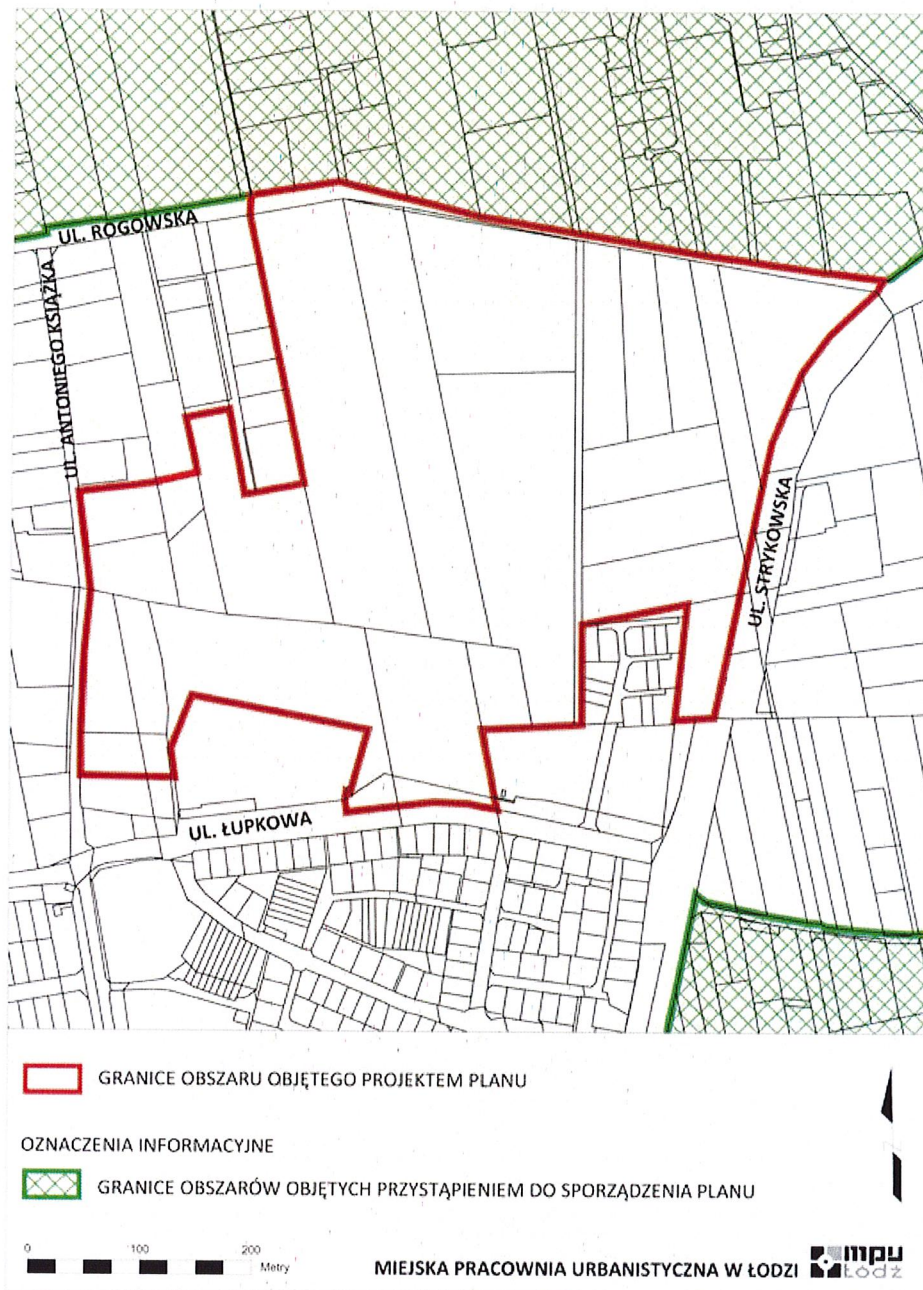 UL. ROGOWSKA
UL. ANTONIEGO KSIĄŻKA
UL. STRYKOWSKA
UL. ŁUPKOWA
GRANICE OBSZARU OBJĘTEGO PROJEKTEM PLANU
OZNACZENIA INFORMACYJNE
GRANICE OBSZARÓW OBJĘTYCH PRZYSTĄPIENIEM DO SPORZĄDZENIA PLANU
0 100 200
Metry
MIEJSKA PRACOWNIA URBANISTYCZNA W ŁODZI
mpu
Łódź